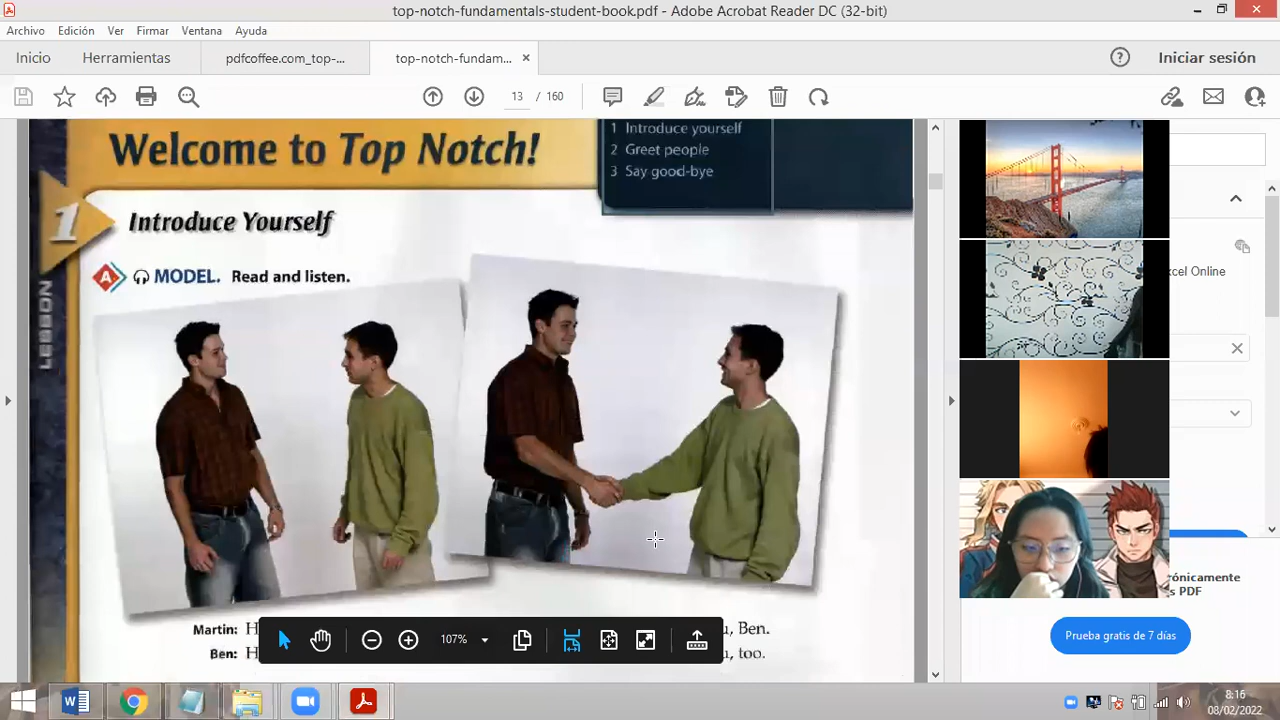 top-notch-fundamentals-student-book.pdf - Adobe Acrobat Reader DC (32-bit)
Archivo Edición Ver Firmar Ventana Ayuda
Inicio Herramientas pdfcoffee.com_top-... top-notch-fundam... × Iniciar sesión
13 / 160
Welcome to Top Notch!
1 Introduce yourself
2 Greet people
3 Say good-bye
LESSON
1 Introduce Yourself
A MODEL. Read and listen.
xcel Online
Martin: H
, Ben.
Ben: H
, too.
107%
rónicamente
s PDF
Prueba gratis de 7 días
8:16
08/02/2022